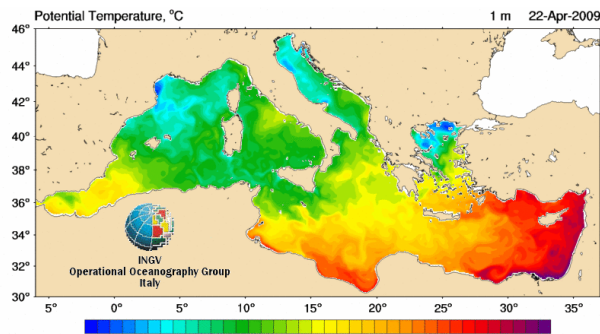 Potential Temperature, °C 1 m 22-Apr-2009
46°
44°
42°
40°
38°
36°
34°
32°
30°
INGV
Operational Oceanography Group
Italy
5° 0° 5° 10° 15° 20° 25° 30° 35°